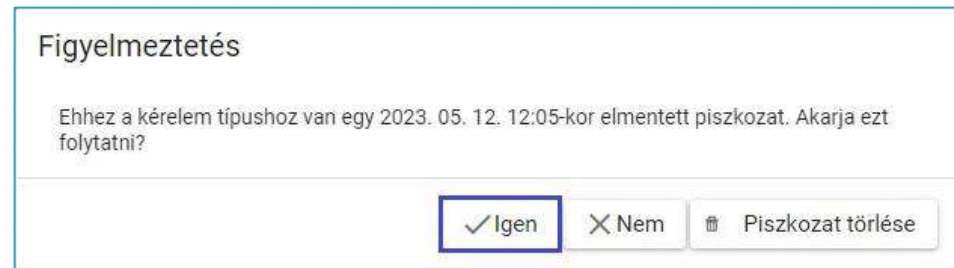 Figyelmeztetés
Ehhez a kérelem típushoz van egy 2023. 05. 12. 12:05-kor elmentett piszkozat. Akarja ezt
folytatni?
Igen Nem Piszkozat törlése